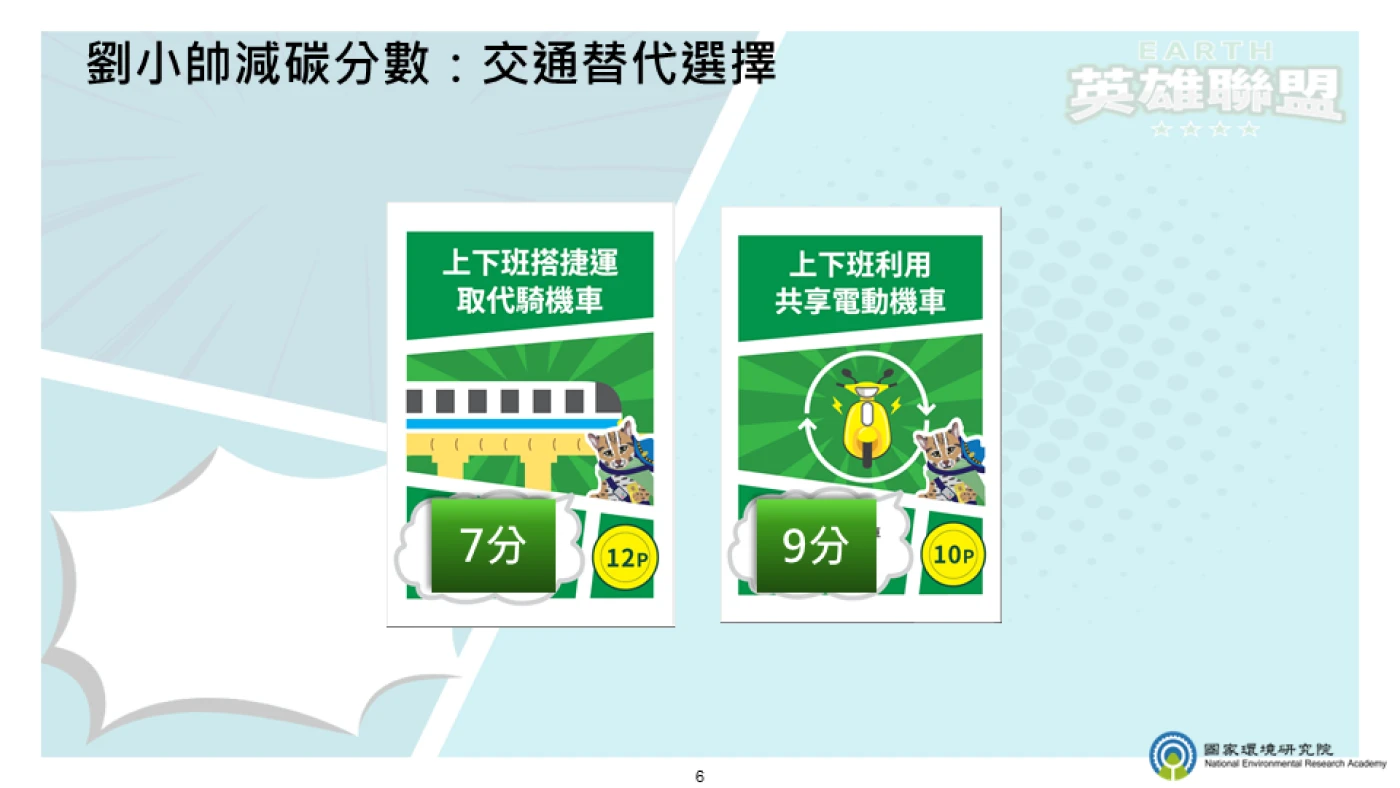 劉小帥減碳分數：交通替代選擇
EARTH
英雄聯盟
上下班搭捷運
取代騎機車
7分
12P
上下班利用
共享電動機車
9分
10P
國家環境研究院
National Environmental Research Academy
6